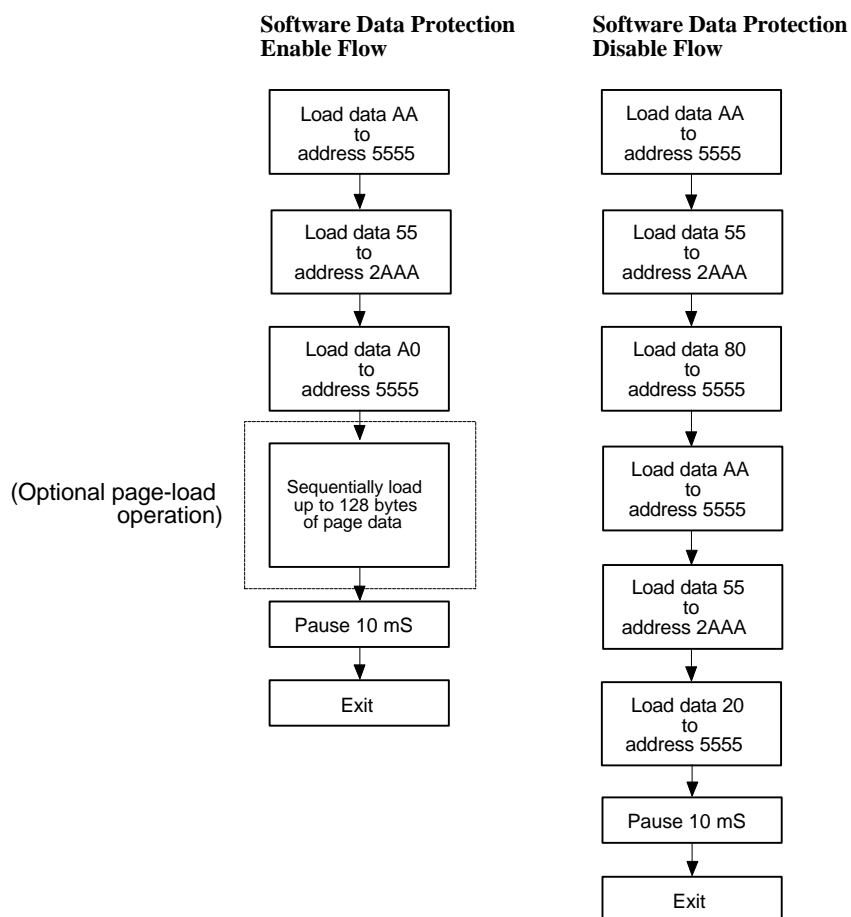 Software Data Protection
Enable Flow
Load data AA
to
address 5555
Load data 55
to
address 2AAA
Load data A0
to
address 5555
(Optional page-load
operation)
Sequentially load
up to 128 bytes
of page data
Pause 10 mS
Exit
Software Data Protection
Disable Flow
Load data AA
to
address 5555
Load data 55
to
address 2AAA
Load data 80
to
address 5555
Load data AA
to
address 5555
Load data 55
to
address 2AAA
Load data 20
to
address 5555
Pause 10 mS
Exit